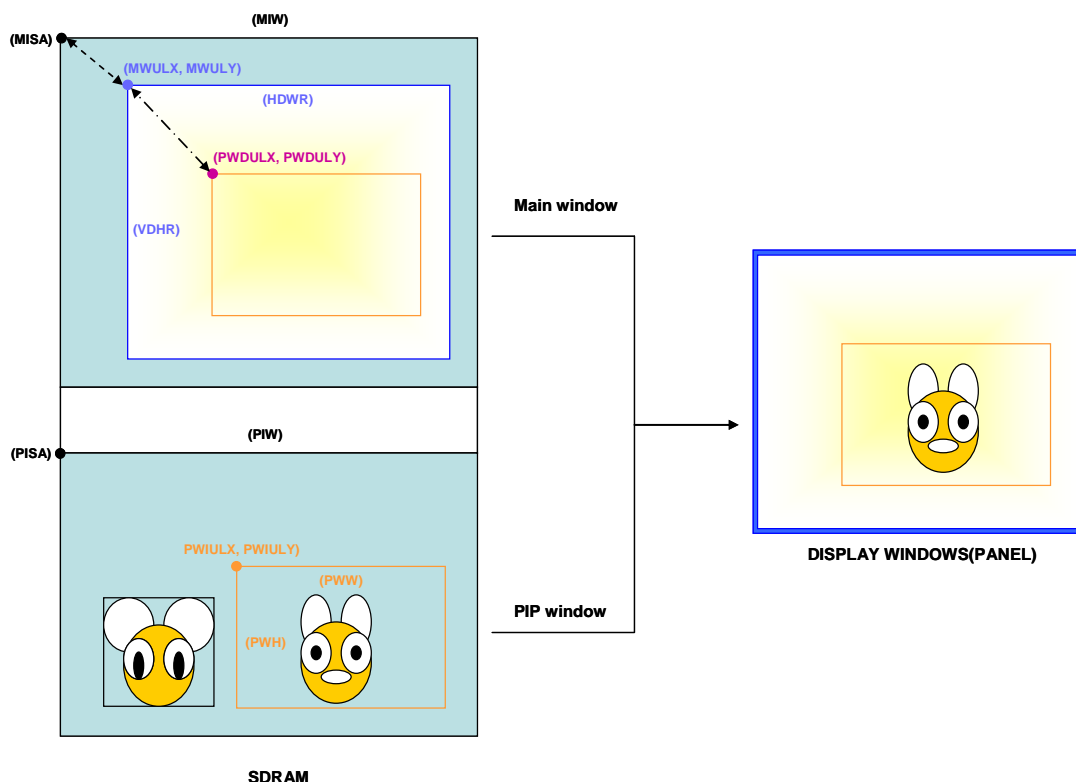 (MIW)
(MISA)
(MWULX, MWULY)
(HDWR)
(PWDULX, PWDULY)
(VDHR)
Main window
(PIW)
(PISA)
PWIULX, PWIULY)
(PWW)
(PWH)
PIP window
DISPLAY WINDOWS(PANEL)
SDRAM